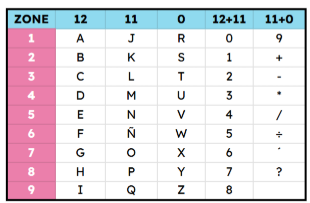 ZONE 12 11 0 12+11 11+0
1 A J R 0 9
2 B K S 1 +
3 C L T 2 -
4 D M U 3 *
5 E N V 4 /
6 F Ñ W 5 ÷
7 G O X 6 ´
8 H P Y 7 ?
9 I Q Z 8